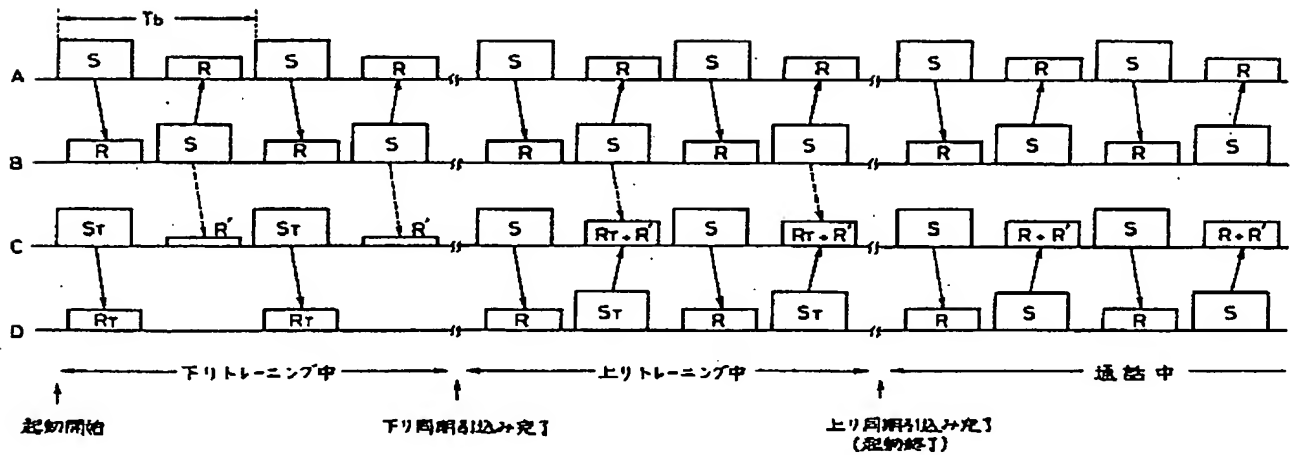 Tb
A S R S R S R S R S R S R
B R S R S R S R S R S R S
C ST R' ST R' S RT+R' S RT+R' S R+R' S R+R'
D RT RT R ST R ST R S R S
下りトレーニング中 上りトレーニング中 通話中
起動開始 下り同期引込み完了 上り同期引込み完了
(起動終了)